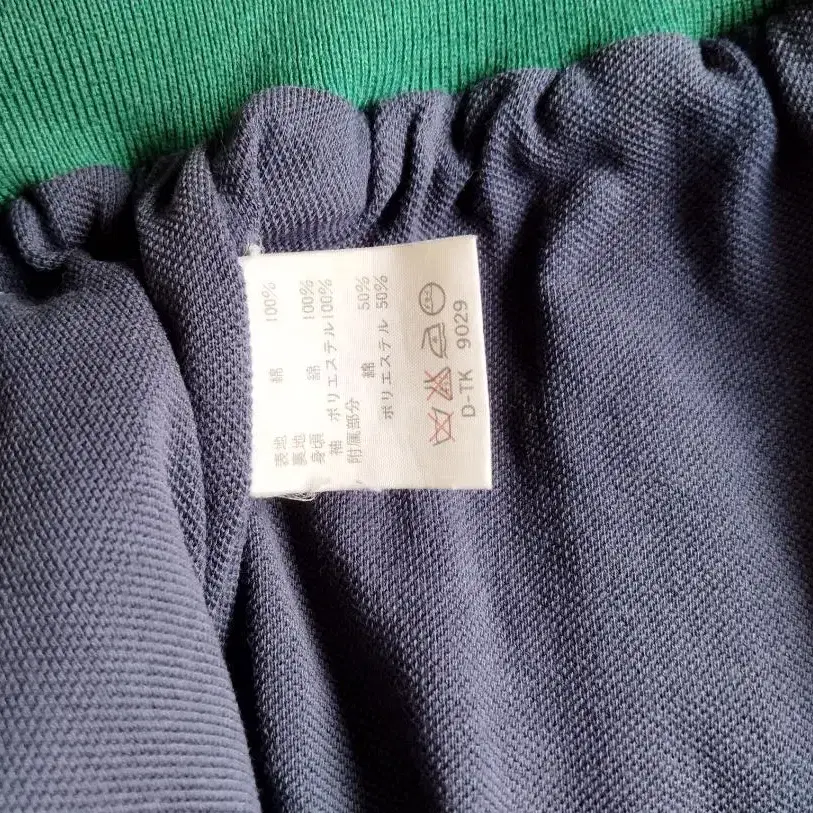 表地 綿 100%
裏地
身頃 綿 100%
袖 ポリエステル100%
附属部分
綿 50%
ポリエステル 50%
D-TK 9029